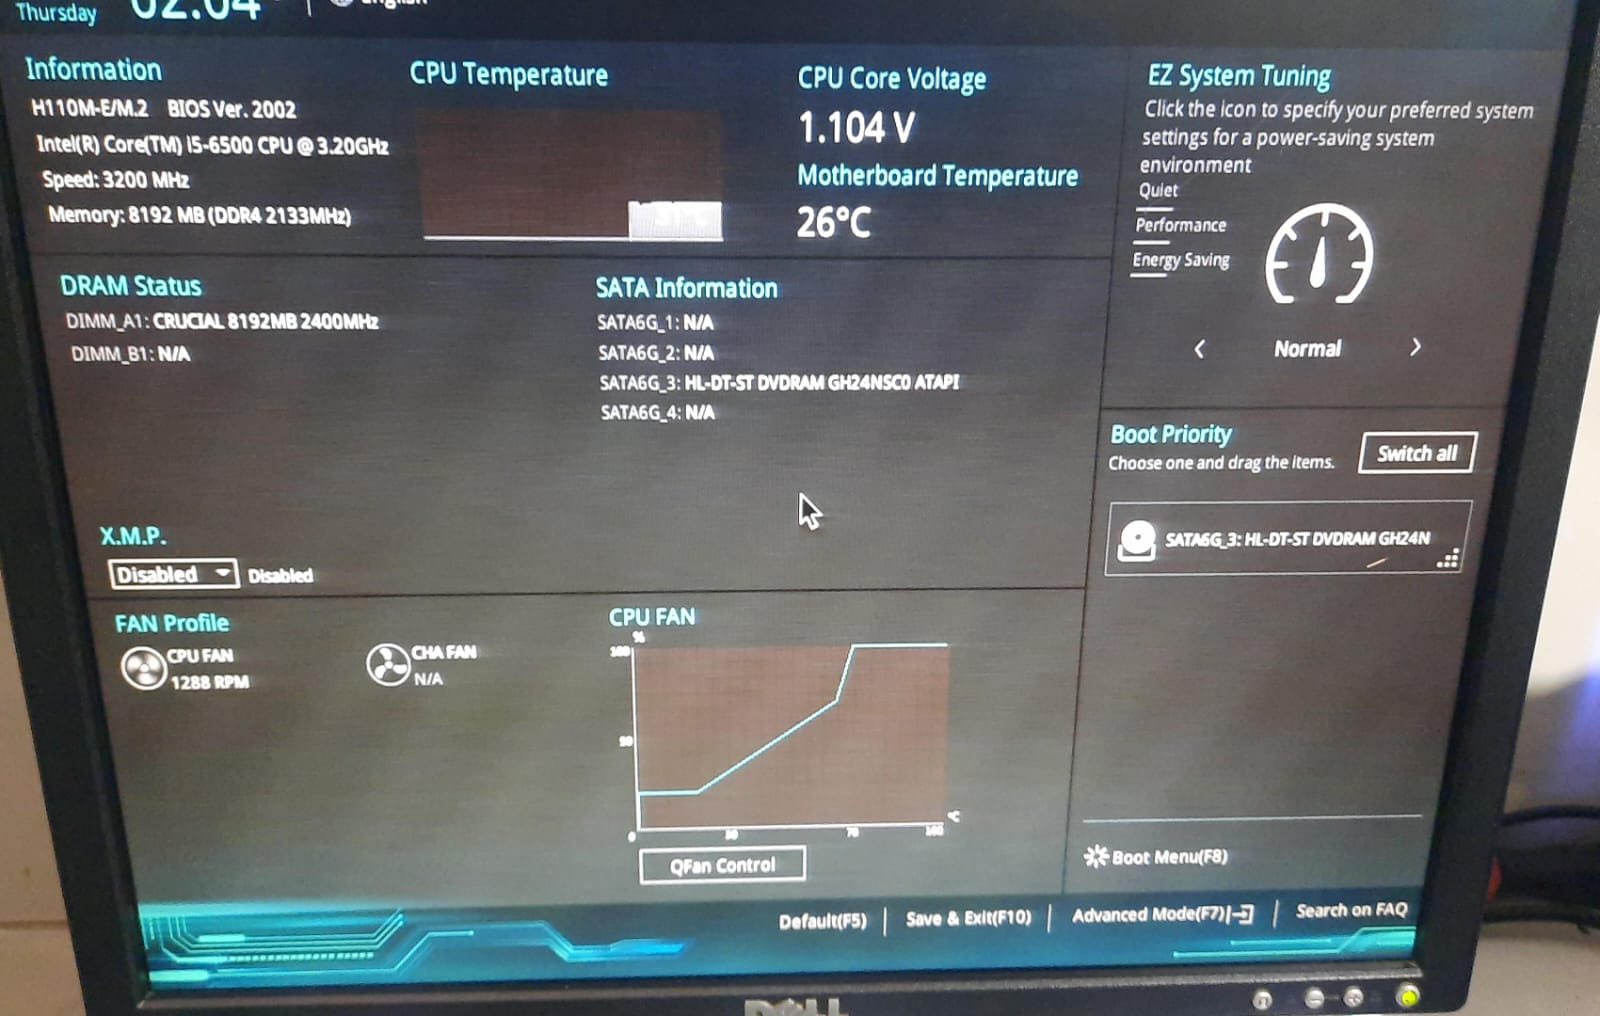 Thursday 02:04 English
Information
H110M-E/M.2 BIOS Ver. 2002
Intel(R) Core(TM) i5-6500 CPU @ 3.20GHz
Speed: 3200 MHz
Memory: 8192 MB (DDR4 2133MHz)
CPU Temperature
CPU Core Voltage
1.104 V
Motherboard Temperature
26°C
EZ System Tuning
Click the icon to specify your preferred system
settings for a power-saving system
environment
Quiet
Performance
Energy Saving
Normal
DRAM Status
DIMM_A1: CRUCIAL 8192MB 2400MHz
DIMM_B1: N/A
SATA Information
SATA6G_1: N/A
SATA6G_2: N/A
SATA6G_3: HL-DT-ST DVDRAM GH24NSC0 ATAPI
SATA6G_4: N/A
Boot Priority
Choose one and drag the items.
Switch all
SATA6G_3: HL-DT-ST DVDRAM GH24N
X.M.P.
Disabled Disabled
FAN Profile
CPU FAN
1288 RPM
CHA FAN
N/A
CPU FAN
%
100
50
0 30 70 100 °C
QFan Control
Boot Menu(F8)
Default(F5) Save & Exit(F10) Advanced Mode(F7) Search on FAQ
DELL